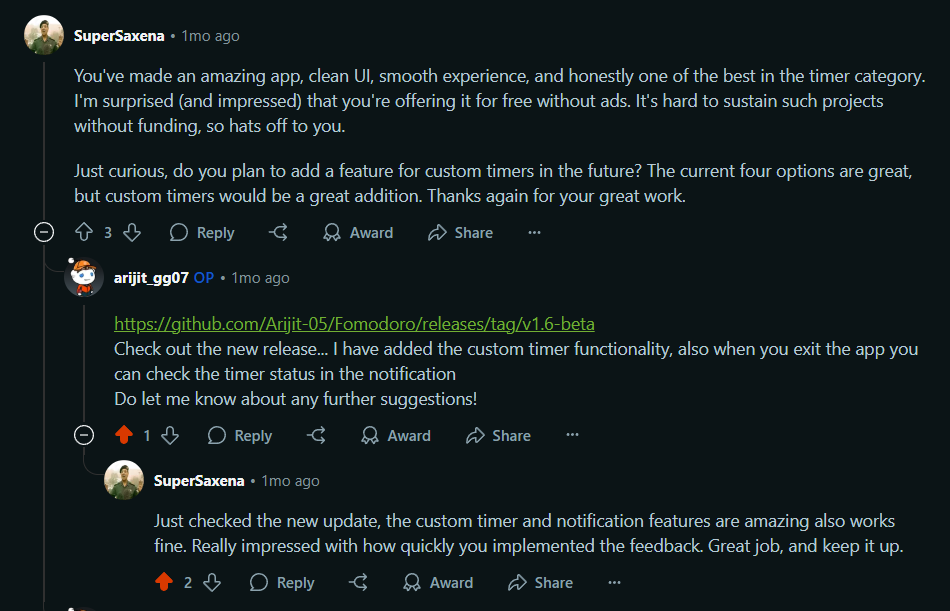 SuperSaxena • 1mo ago
You've made an amazing app, clean UI, smooth experience, and honestly one of the best in the timer category.
I'm surprised (and impressed) that you're offering it for free without ads. It's hard to sustain such projects
without funding, so hats off to you.
Just curious, do you plan to add a feature for custom timers in the future? The current four options are great,
but custom timers would be a great addition. Thanks again for your great work.
3 Reply Award Share ...
arijit_gg07 OP • 1mo ago
https://github.com/Arijit-05/Fomodoro/releases/tag/v1.6-beta
Check out the new release... I have added the custom timer functionality, also when you exit the app you
can check the timer status in the notification
Do let me know about any further suggestions!
1 Reply Award Share ...
SuperSaxena • 1mo ago
Just checked the new update, the custom timer and notification features are amazing also works
fine. Really impressed with how quickly you implemented the feedback. Great job, and keep it up.
2 Reply Award Share ...